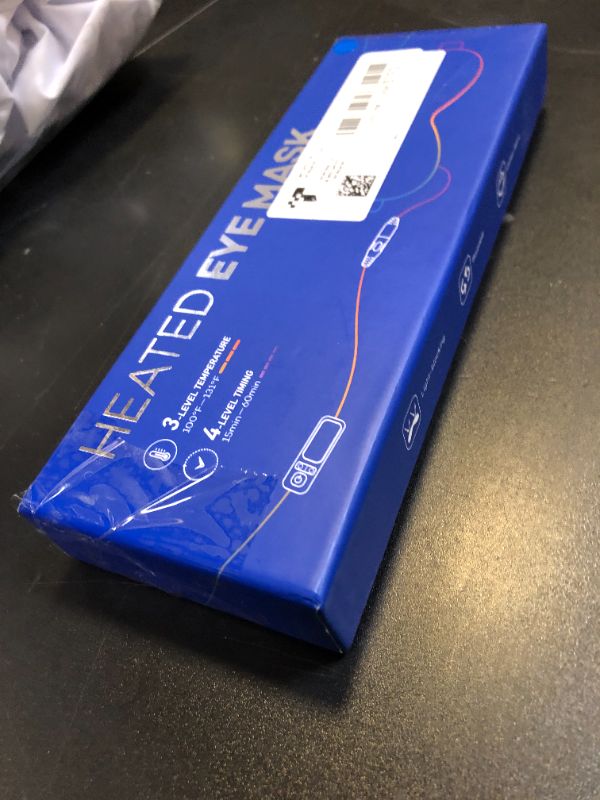 HEATED EYE MASK
3-LEVEL TEMPERATURE
100°F—131°F
4-LEVEL TIMING
15min—60min